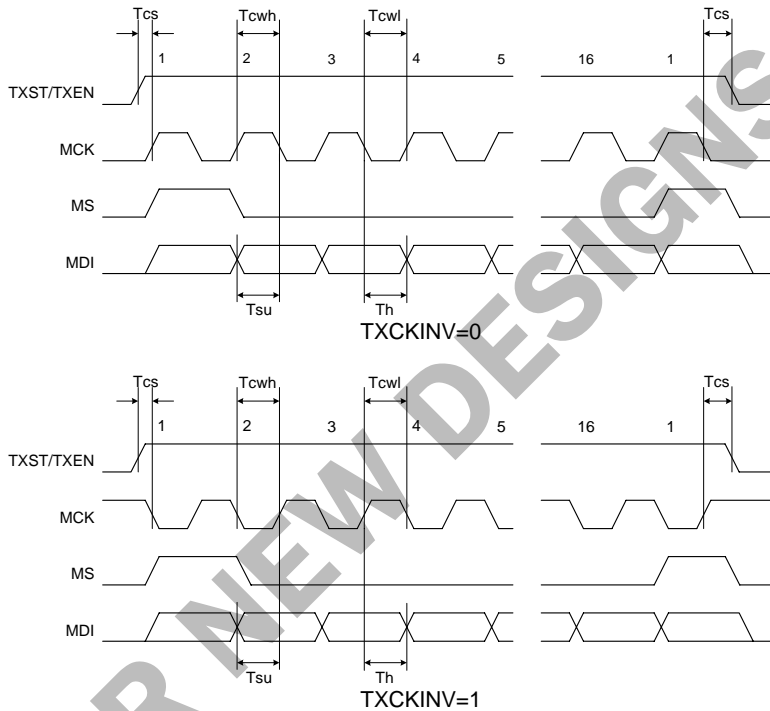 Tcs Tcwh Tcwl Tcs
1 2 3 4 5 16 1
TXST/TXEN
MCK
MS
MDI
Tsu Th
TXCKINV=0
Tcs Tcwh Tcwl Tcs
1 2 3 4 5 16 1
TXST/TXEN
MCK
MS
MDI
Tsu Th
TXCKINV=1
R NEW DESIGNS